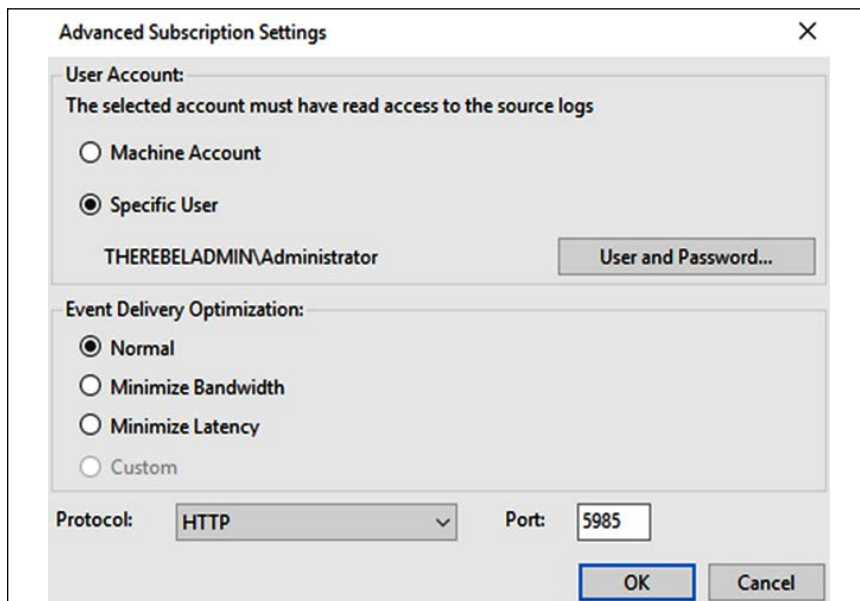 Advanced Subscription Settings
User Account:
The selected account must have read access to the source logs
Machine Account
Specific User
THEREBELADMIN\Administrator
User and Password...
Event Delivery Optimization:
Normal
Minimize Bandwidth
Minimize Latency
Custom
Protocol: HTTP Port: 5985
OK Cancel